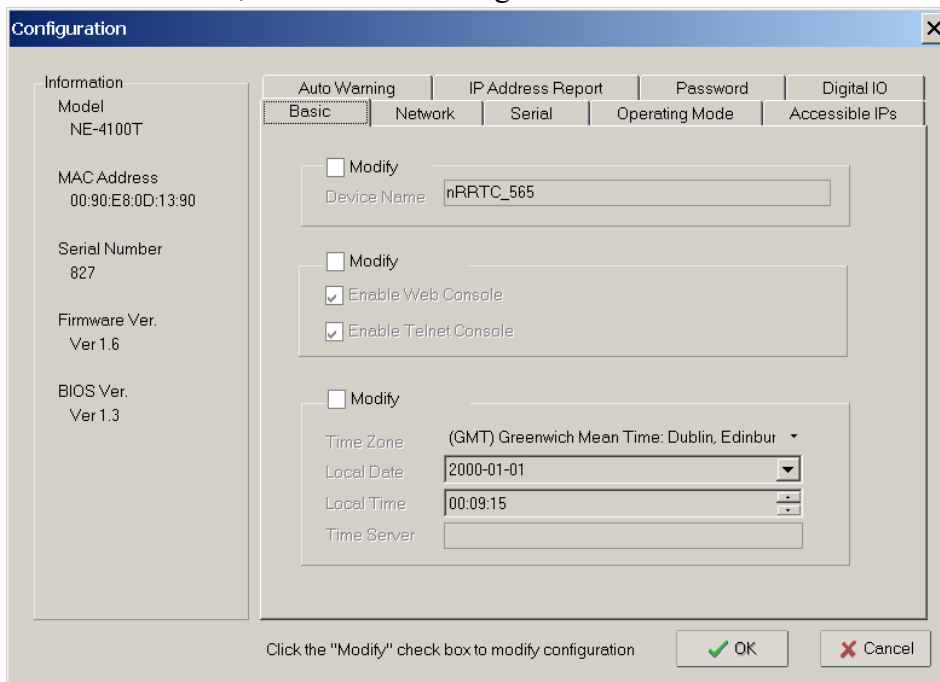 Configuration
Information
Model
NE-4100T
MAC Address
00:90:E8:0D:13:90
Serial Number
827
Firmware Ver.
Ver 1.6
BIOS Ver.
Ver 1.3
Auto Warning IP Address Report Password Digital IO
Basic Network Serial Operating Mode Accessible IPs
Modify
Device Name nRRTC_565
Modify
Enable Web Console
Enable Telnet Console
Modify
Time Zone (GMT) Greenwich Mean Time: Dublin, Edinbur
Local Date 2000-01-01
Local Time 00:09:15
Time Server
Click the "Modify" check box to modify configuration OK Cancel